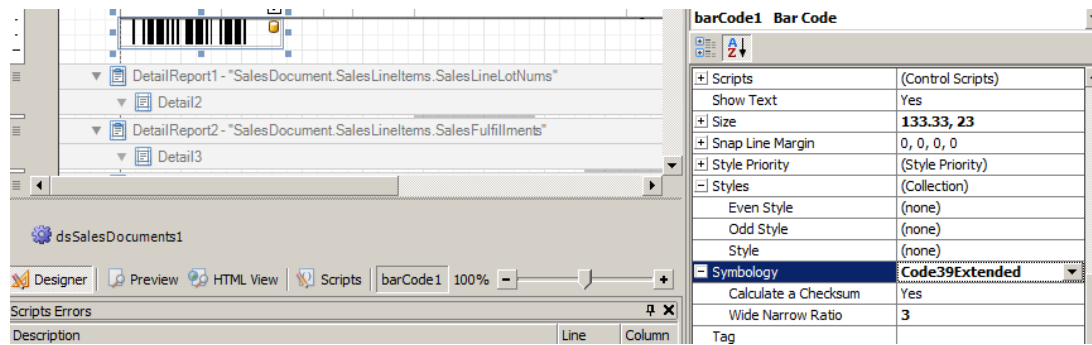 DetailReport1 - "SalesDocument.SalesLineItems.SalesLineLotNums"
Detail2
DetailReport2 - "SalesDocument.SalesLineItems.SalesFulfillments"
Detail3
dsSalesDocuments1
Designer Preview HTML View Scripts barCode1 100%
Scripts Errors
Description Line Column
barCode1 Bar Code
Scripts (Control Scripts)
Show Text Yes
Size 133.33, 23
Snap Line Margin 0, 0, 0, 0
Style Priority (Style Priority)
Styles (Collection)
Even Style (none)
Odd Style (none)
Style (none)
Symbology Code39Extended
Calculate a Checksum Yes
Wide Narrow Ratio 3
Tag